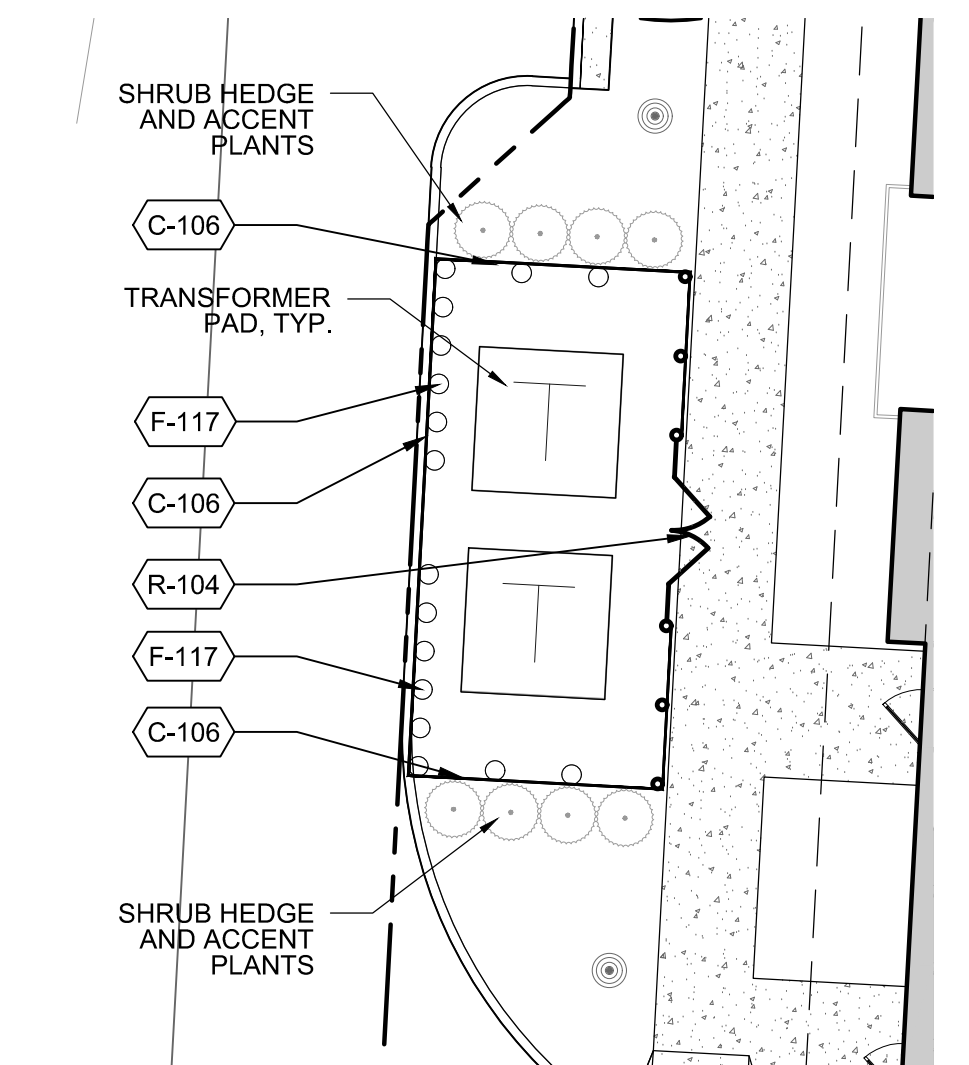 SHRUB HEDGE
AND ACCENT
PLANTS
C-106
TRANSFORMER
PAD, TYP.
F-117
C-106
R-104
F-117
C-106
SHRUB HEDGE
AND ACCENT
PLANTS
T
T